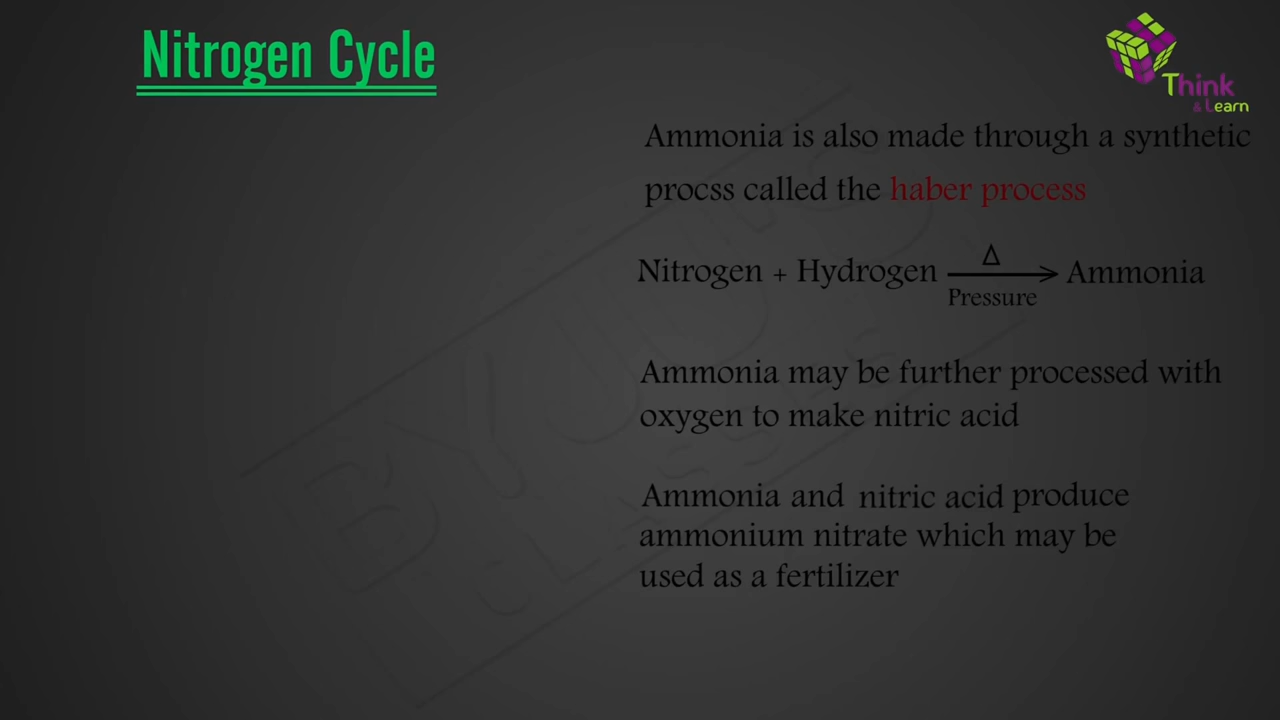 Nitrogen Cycle
Think
& Learn
Ammonia is also made through a synthetic
procss called the haber process
Nitrogen + Hydrogen Δ Pressure → Ammonia
Ammonia may be further processed with
oxygen to make nitric acid
Ammonia and nitric acid produce
ammonium nitrate which may be
used as a fertilizer
BYJU'S
CLASSES